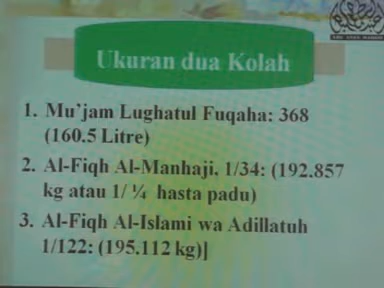 Ukuran dua Kolah
1. Mu'jam Lughatul Fuqaha: 368
(160.5 Litre)
2. Al-Fiqh Al-Manhaji, 1/34: (192.857
kg atau 1/ ¼ hasta padu)
3. Al-Fiqh Al-Islami wa Adillatuh
1/122: (195.112 kg)]